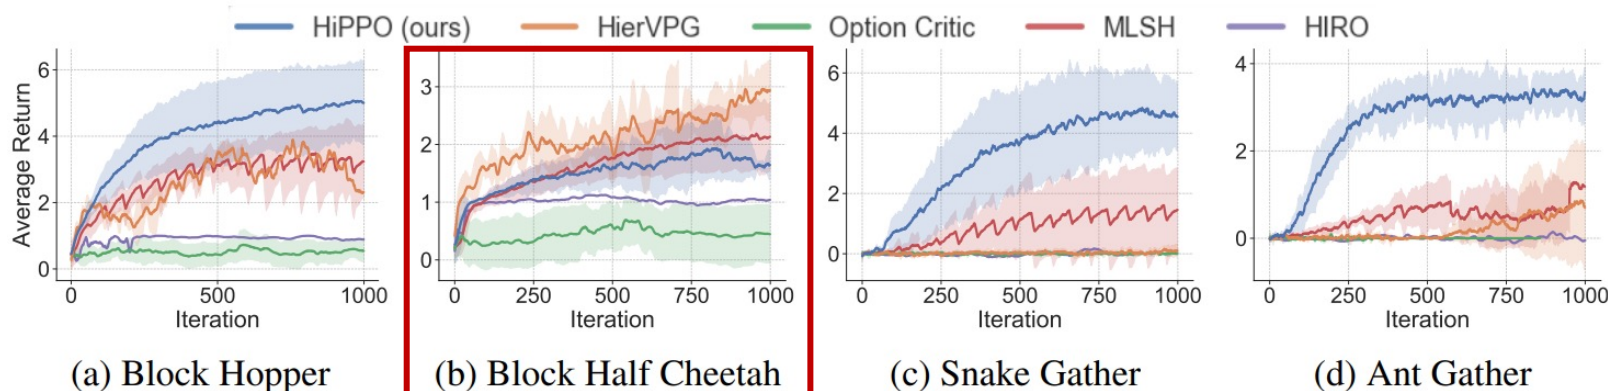 HiPPO (ours) HierVPG Option Critic MLSH HIRO
Average Return
6
4
2
0
0 500 1000
Iteration
(a) Block Hopper
3
2
1
0
0 250 500 750 1000
Iteration
(b) Block Half Cheetah
6
4
2
0
0 250 500 750 1000
Iteration
(c) Snake Gather
4
2
0
0 250 500 750 1000
Iteration
(d) Ant Gather